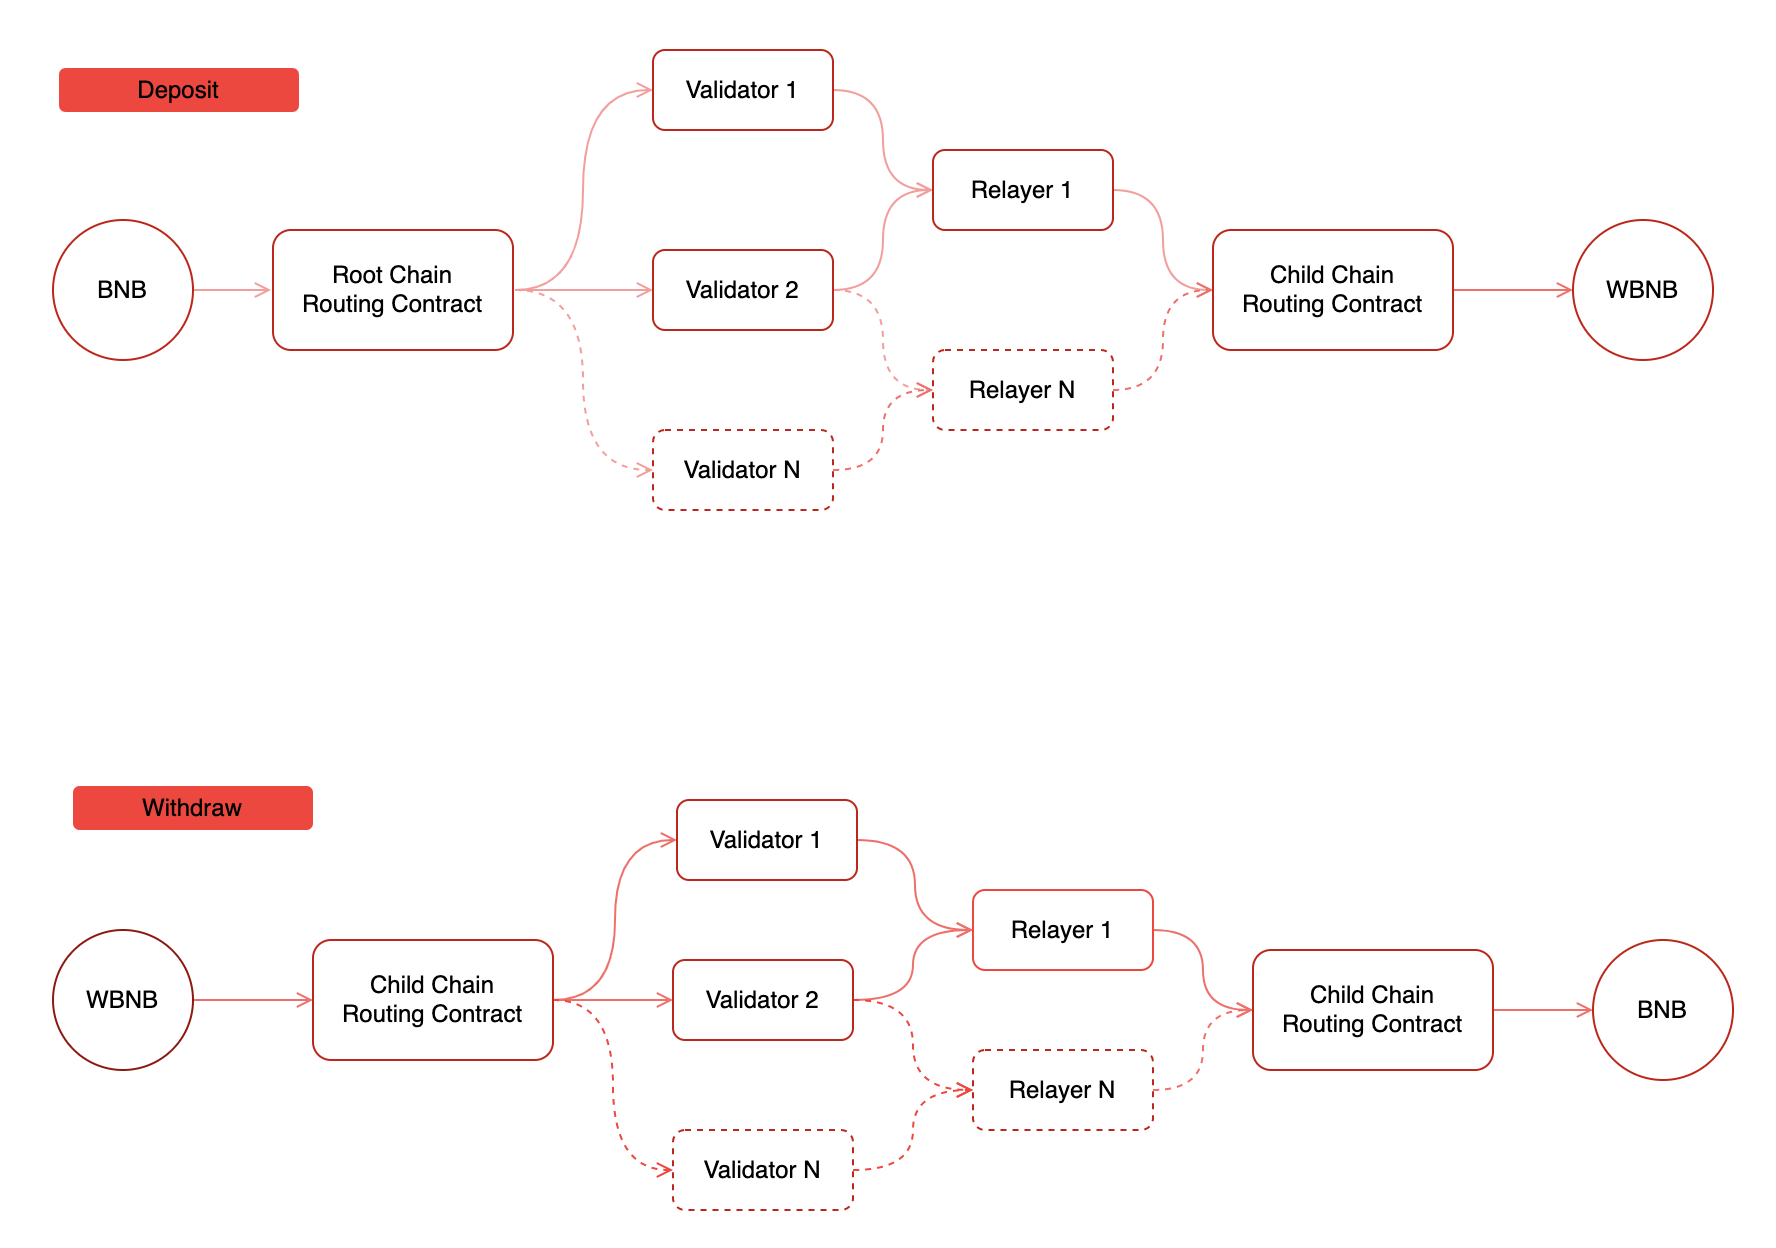 Deposit
BNB
Root Chain
Routing Contract
Validator 1
Validator 2
Validator N
Relayer 1
Relayer N
Child Chain
Routing Contract
WBNB
Withdraw
WBNB
Child Chain
Routing Contract
Validator 1
Validator 2
Validator N
Relayer 1
Relayer N
Child Chain
Routing Contract
BNB